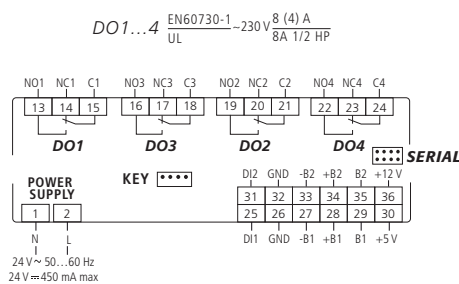 DO1...4 EN60730-1 ~230 V 8 (4) A
UL 8A 1/2 HP
NO1 NC1 C1 NO3 NC3 C3 NO2 NC2 C2 NO4 NC4 C4
13 14 15 16 17 18 19 20 21 22 23 24
DO1 DO3 DO2 DO4
SERIAL
KEY
DI2 GND -B2 +B2 B2 +12 V
POWER
SUPPLY
31 32 33 34 35 36
1 2 25 26 27 28 29 30
N L DI1 GND -B1 +B1 B1 +5 V
24 V ~ 50...60 Hz
24 V ⎓ 450 mA max